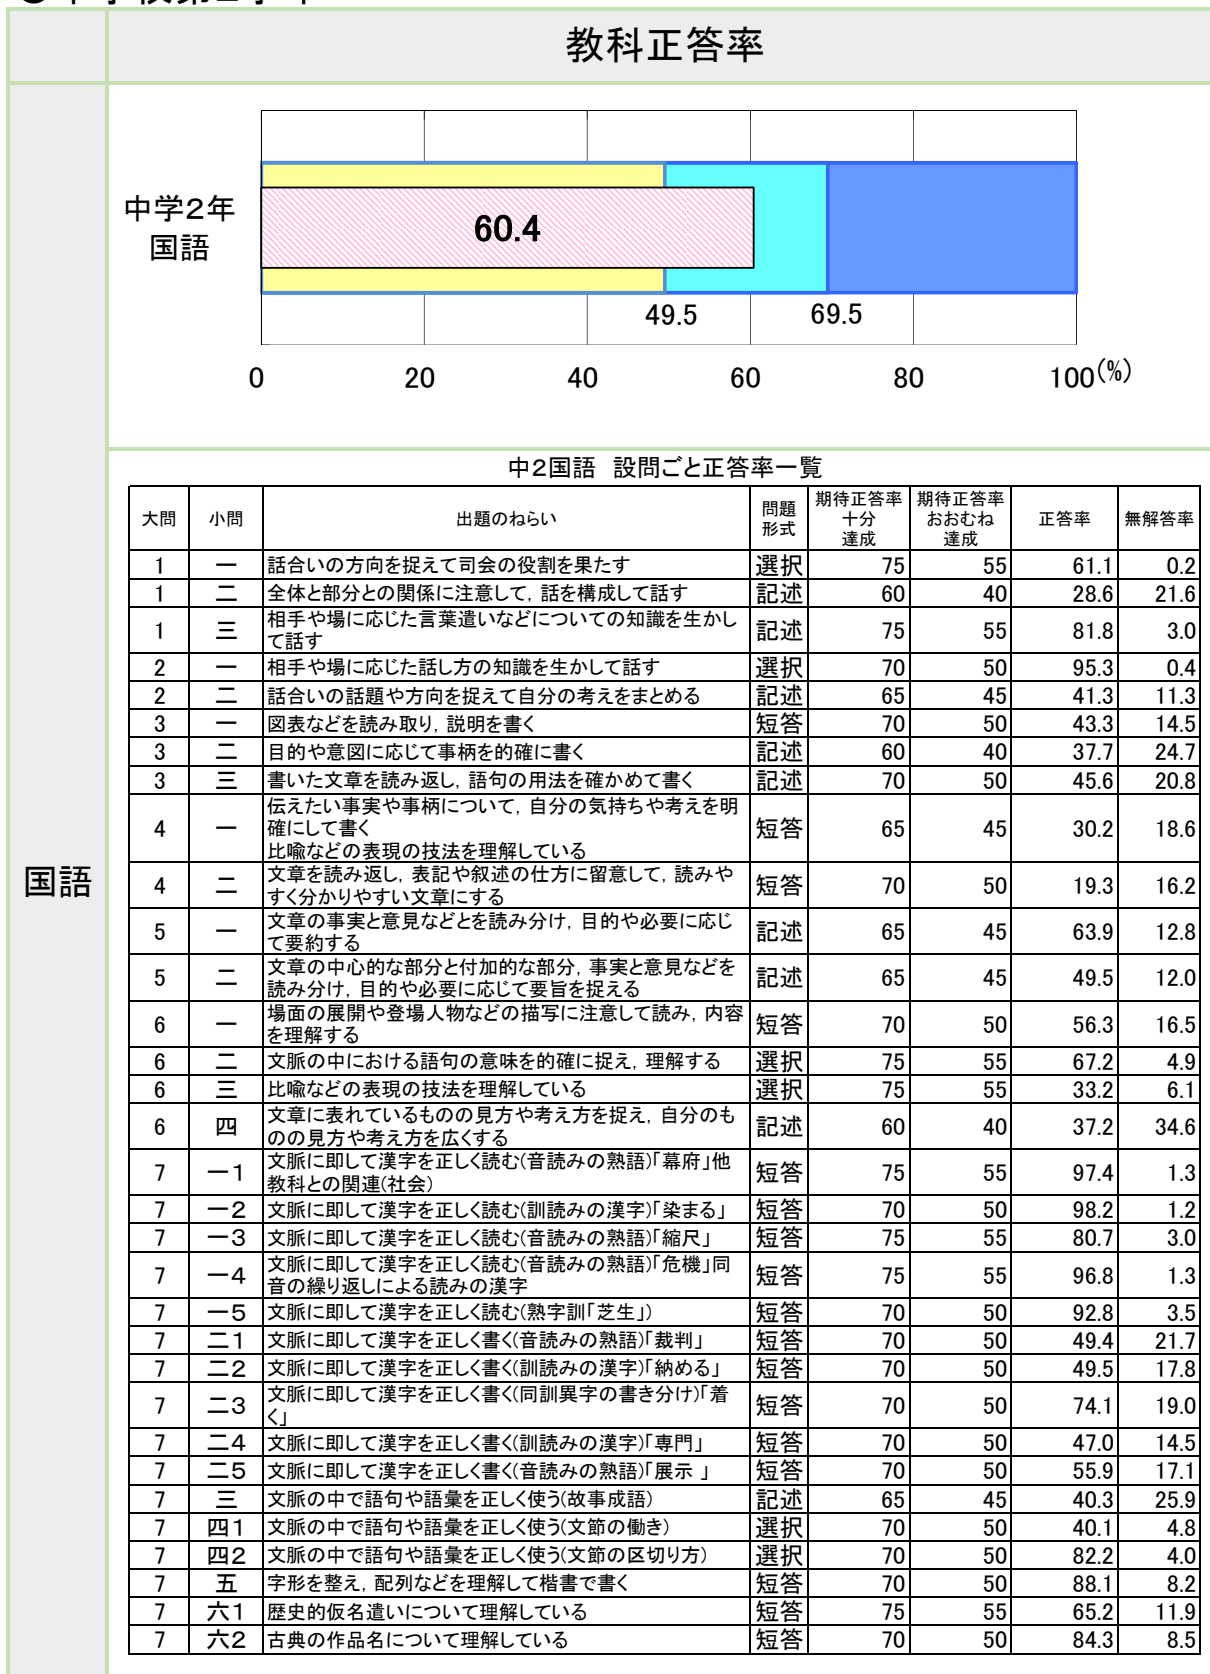 教科正答率
中学2年
国語
60.4
49.5
69.5
0 20 40 60 80 100(%)
国語
中2国語 設問ごと正答率一覧
大問 小問 出題のねらい 問題形式 期待正答率十分達成 期待正答率おおむね達成 正答率 無解答率
1 一 話合いの方向を捉えて司会の役割を果たす 選択 75 55 61.1 0.2
1 二 全体と部分との関係に注意して，話を構成して話す 記述 60 40 28.6 21.6
1 三 相手や場に応じた言葉遣いなどについての知識を生かして話す 記述 75 55 81.8 3.0
2 一 相手や場に応じた話し方の知識を生かして話す 選択 70 50 95.3 0.4
2 二 話合いの話題や方向を捉えて自分の考えをまとめる 記述 65 45 41.3 11.3
3 一 図表などを読み取り，説明を書く 短答 70 50 43.3 14.5
3 二 目的や意図に応じて事柄を的確に書く 記述 60 40 37.7 24.7
3 三 書いた文章を読み返し，語句の用法を確かめて書く 記述 70 50 45.6 20.8
4 一 伝えたい事実や事柄について，自分の気持ちや考えを明確にして書く 比喩などの表現の技法を理解している 短答 65 45 30.2 18.6
4 二 文章を読み返し，表記や叙述の仕方に留意して，読みやすく分かりやすい文章にする 短答 70 50 19.3 16.2
5 一 文章の事実と意見などとを読み分け，目的や必要に応じて要約する 記述 65 45 63.9 12.8
5 二 文章の中心的な部分と付加的な部分，事実と意見などを読み分け，目的や必要に応じて要旨を捉える 記述 65 45 49.5 12.0
6 一 場面の展開や登場人物などの描写に注意して読み，内容を理解する 短答 70 50 56.3 16.5
6 二 文脈の中における語句の意味を的確に捉え，理解する 選択 75 55 67.2 4.9
6 三 比喩などの表現の技法を理解している 選択 75 55 33.2 6.1
6 四 文章に表れているものの見方や考え方を捉え，自分のものの見方や考え方を広くする 記述 60 40 37.2 34.6
7 一1 文脈に即して漢字を正しく読む(音読みの熟語)「幕府」他教科との関連(社会) 短答 75 55 97.4 1.3
7 一2 文脈に即して漢字を正しく読む(訓読みの漢字)「染まる」 短答 70 50 98.2 1.2
7 一3 文脈に即して漢字を正しく読む(音読みの熟語)「縮尺」 短答 75 55 80.7 3.0
7 一4 文脈に即して漢字を正しく読む(音読みの熟語)「危機」同音の繰り返しによる読みの漢字 短答 75 55 96.8 1.3
7 一5 文脈に即して漢字を正しく読む(熟字訓「芝生」) 短答 70 50 92.8 3.5
7 二1 文脈に即して漢字を正しく書く(音読みの熟語)「裁判」 短答 70 50 49.4 21.7
7 二2 文脈に即して漢字を正しく書く(訓読みの漢字)「納める」 短答 70 50 49.5 17.8
7 二3 文脈に即して漢字を正しく書く(同訓異字の書き分け)「着く」 短答 70 50 74.1 19.0
7 二4 文脈に即して漢字を正しく書く(訓読みの漢字)「専門」 短答 70 50 47.0 14.5
7 二5 文脈に即して漢字を正しく書く(音読みの熟語)「展示 」 短答 70 50 55.9 17.1
7 三 文脈の中で語句や語彙を正しく使う(故事成語) 記述 65 45 40.3 25.9
7 四1 文脈の中で語句や語彙を正しく使う(文節の働き) 選択 70 50 40.1 4.8
7 四2 文脈の中で語句や語彙を正しく使う(文節の区切り方) 選択 70 50 82.2 4.0
7 五 字形を整え，配列などを理解して楷書で書く 短答 70 50 88.1 8.2
7 六1 歴史的仮名遣いについて理解している 短答 75 55 65.2 11.9
7 六2 古典の作品名について理解している 短答 70 50 84.3 8.5